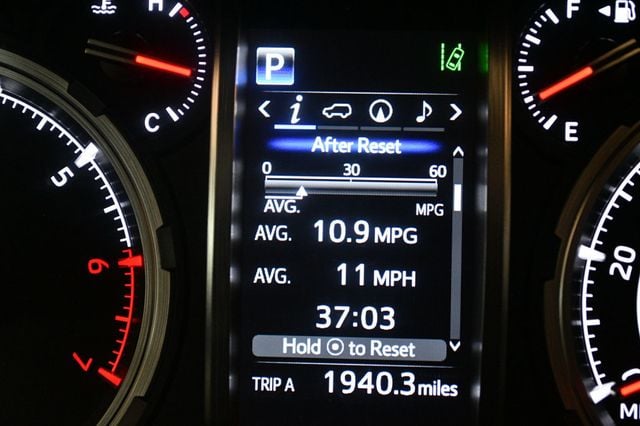 H
F
P
C
E
i
After Reset
0 30 60
AVG. MPG
AVG. 10.9 MPG
AVG. 11 MPH
37:03
Hold to Reset
TRIP A 1940.3 miles
5
6
7
20